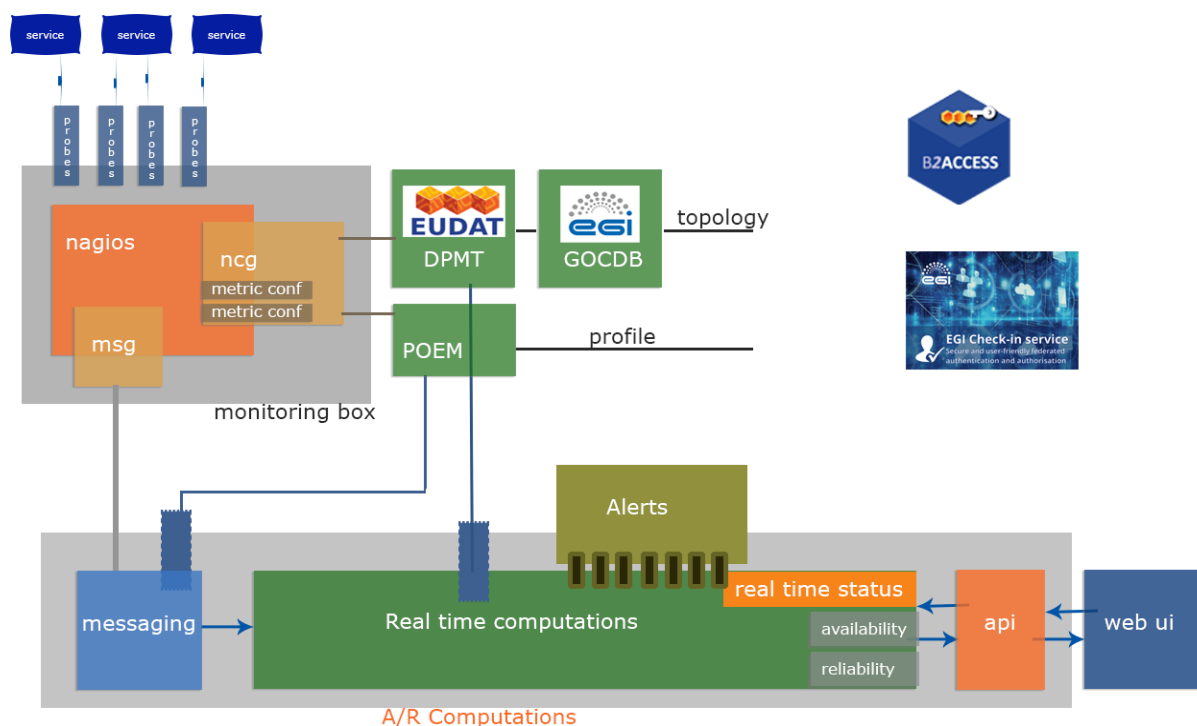 service
service
service
probes
probes
probes
probes
nagios
ncg
metric conf
metric conf
msg
EUDAT
DPMT
egi
GOCDB
topology
POEM
profile
monitoring box
B2ACCESS
egi
EGI Check-in service
Secure and user-friendly federated
authentication and authorisation
Alerts
messaging
Real time computations
real time status
availability
reliability
api
web ui
A/R Computations